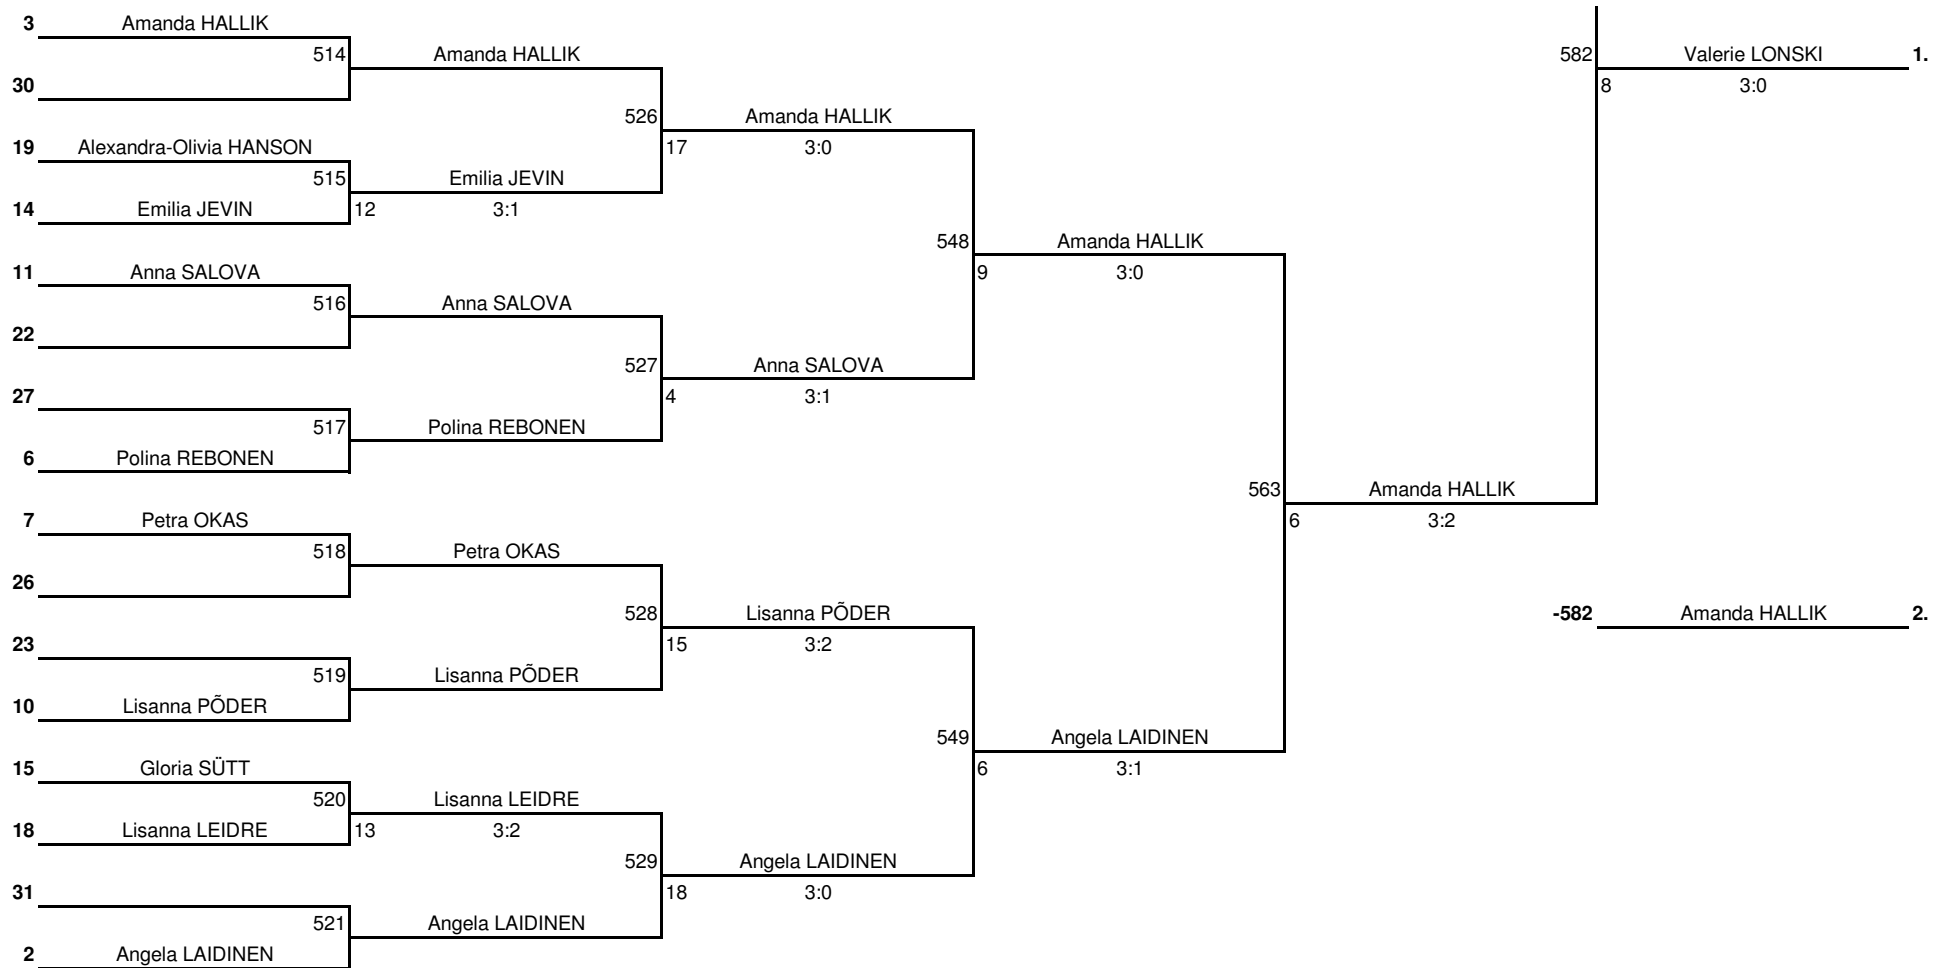 3 Amanda HALLIK
514 Amanda HALLIK 582 Valerie LONSKI 1.
30 8 3:0
526 Amanda HALLIK
19 Alexandra-Olivia HANSON 17 3:0
515 Emilia JEVIN
14 Emilia JEVIN 12 3:1
548 Amanda HALLIK
11 Anna SALOVA 9 3:0
516 Anna SALOVA
22
527 Anna SALOVA
27 4 3:1
517 Polina REBONEN
6 Polina REBONEN
563 Amanda HALLIK
7 Petra OKAS 6 3:2
518 Petra OKAS
26
528 Lisanna PÕDER -582 Amanda HALLIK 2.
23 15 3:2
519 Lisanna PÕDER
10 Lisanna PÕDER
549 Angela LAIDINEN
15 Gloria SÜTT 6 3:1
520 Lisanna LEIDRE
18 Lisanna LEIDRE 13 3:2
529 Angela LAIDINEN
31 18 3:0
521 Angela LAIDINEN
2 Angela LAIDINEN